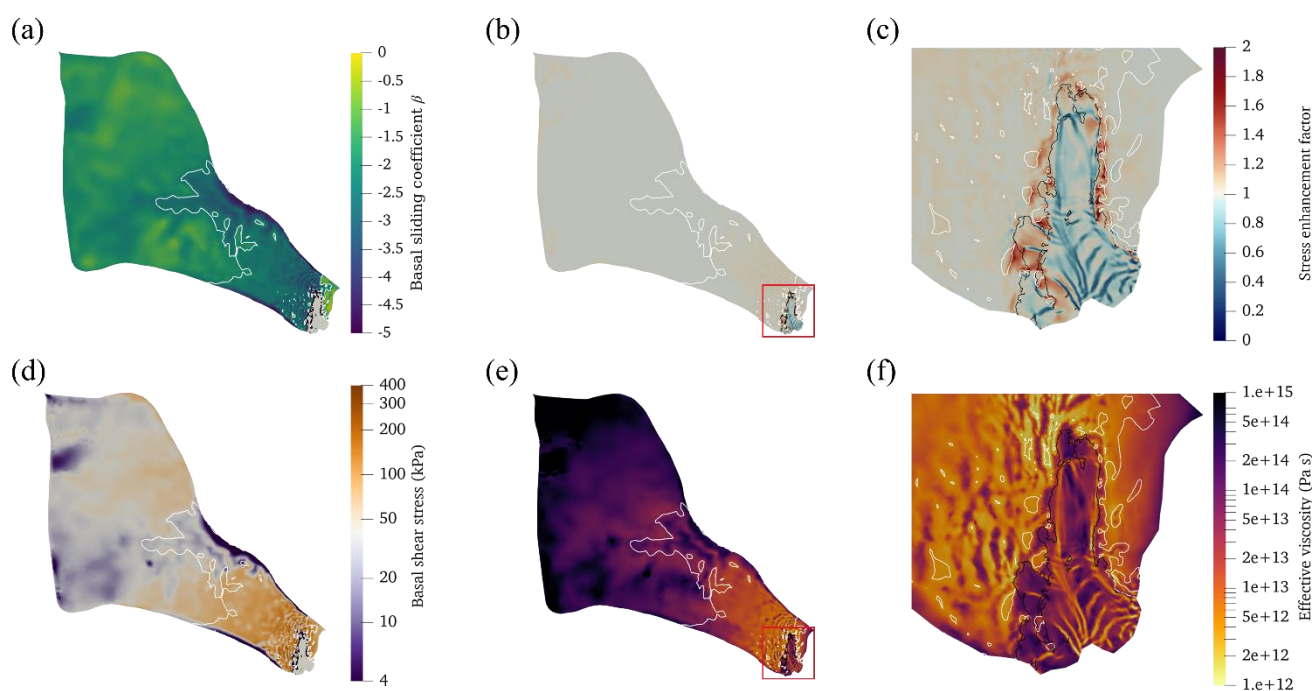 (a)
0
-0.5
-1
-1.5
-2
-2.5
-3
-3.5
-4
-4.5
-5
Basal sliding coefficient β
(b)
(c)
2
1.8
1.6
1.4
1.2
1
0.8
0.6
0.4
0.2
0
Stress enhancement factor
(d)
400
300
200
100
50
20
10
4
Basal shear stress (kPa)
(e)
(f)
1.e+15
5e+14
2e+14
1e+14
5e+13
2e+13
1e+13
5e+12
2e+12
1.e+12
Effective viscosity (Pa s)